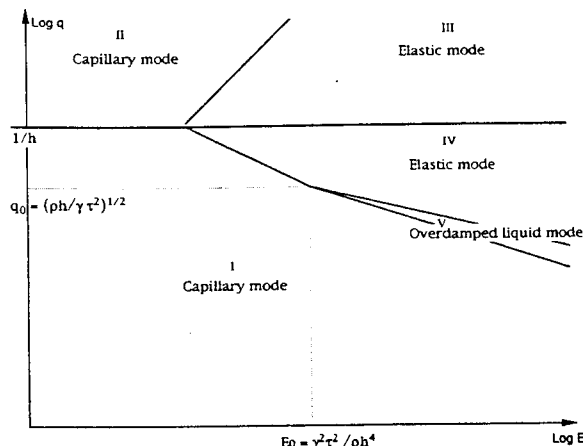 Log q
II
Capillary mode
III
Elastic mode
1/h
IV
Elastic mode
q₀ = (ρh/γ τ²)^1/2
V
Overdamped liquid mode
I
Capillary mode
E₀ = γ²τ²/ρh⁴
Log E